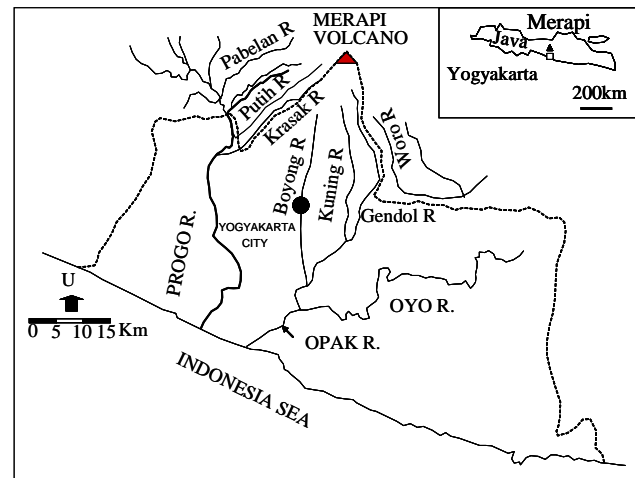 MERAPI
VOLCANO
Merapi
Java
Yogyakarta
200km
Pabelan R
Putih R
Krasak R
Boyong R
Kuning R
Woro R
Gendol R
YOGYAKARTA
CITY
PROGO R.
U
0 5 10 15 Km
OYO R.
OPAK R.
INDONESIA SEA